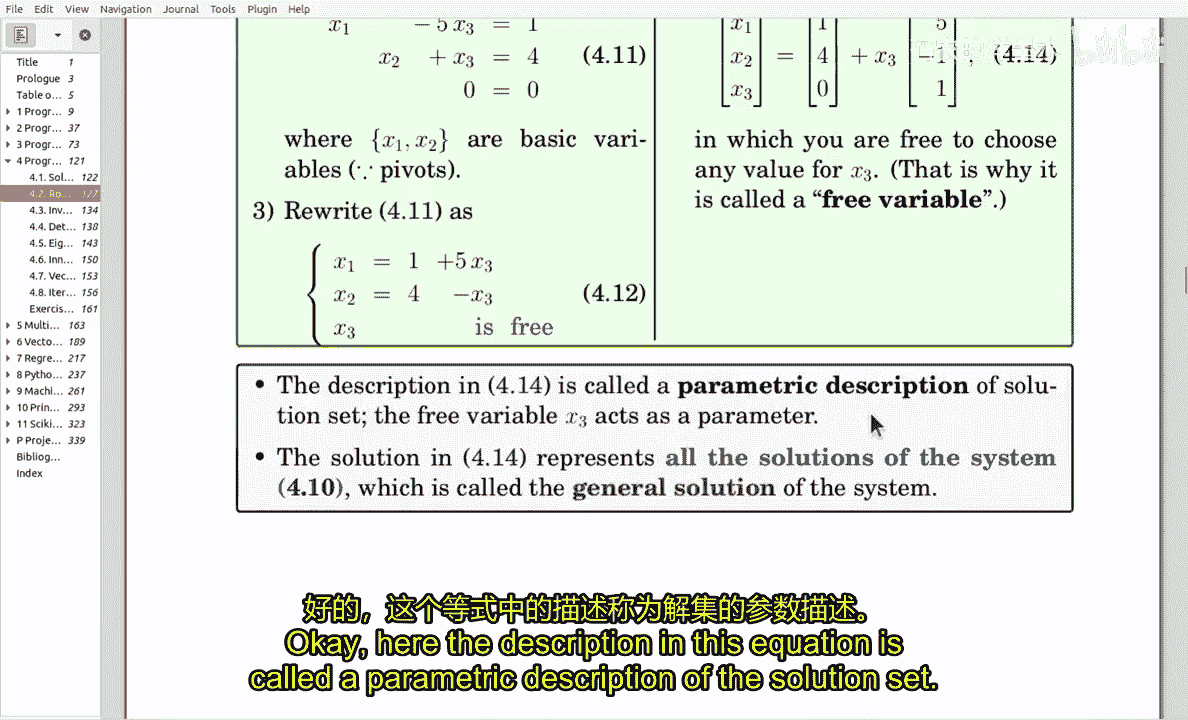 File Edit View Navigation Journal Tools Plugin Help
Title 1
Prologue 3
Table o... 5
1 Progr... 9
2 Progr... 37
3 Progr... 73
4 Progr... 121
4.1. Sol... 122
4.2. Ro... 127
4.3. Inv... 134
4.4. Det... 138
4.5. Eig... 143
4.6. Inn... 150
4.7. Vec... 153
4.8. Iter... 156
Exercis... 161
5 Multi... 163
6 Vecto... 189
7 Regre... 217
8 Pytho... 237
9 Machi... 261
10 Prin... 293
11 Sciki... 323
P Proje... 339
Bibliog...
Index
x₁ − 5 x₃ = 1
x₂ + x₃ = 4 (4.11)
0 = 0
where {x₁, x₂} are basic vari-
ables (∵ pivots).
3) Rewrite (4.11) as
x₁ = 1 +5 x₃
x₂ = 4 −x₃ (4.12)
x₃ is free
x₁ 1 5
x₂ = 4 + x₃ −1 , (4.14)
x₃ 0 1
in which you are free to choose
any value for x₃. (That is why it
is called a “free variable”.)
• The description in (4.14) is called a parametric description of solu-
tion set; the free variable x₃ acts as a parameter.
• The solution in (4.14) represents all the solutions of the system
(4.10), which is called the general solution of the system.
好的，这个等式中的描述称为解集的参数描述。
Okay, here the description in this equation is
called a parametric description of the solution set.